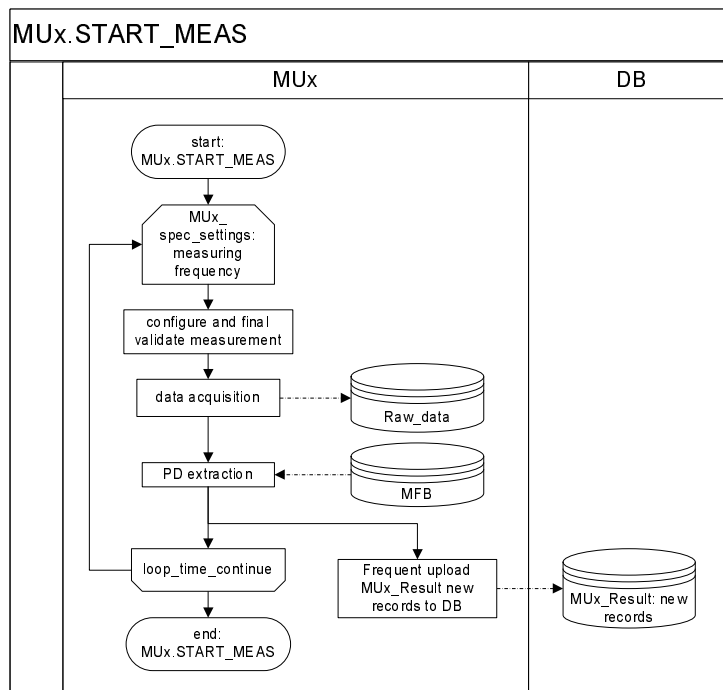 MUx.START_MEAS
MUx
DB
start:
MUx.START_MEAS
MUx_
spec_settings:
measuring
frequency
configure and final
validate measurement
data acquisition
Raw_data
PD extraction
MFB
loop_time_continue
Frequent upload
MUx_Result new
records to DB
MUx_Result: new
records
end:
MUx.START_MEAS